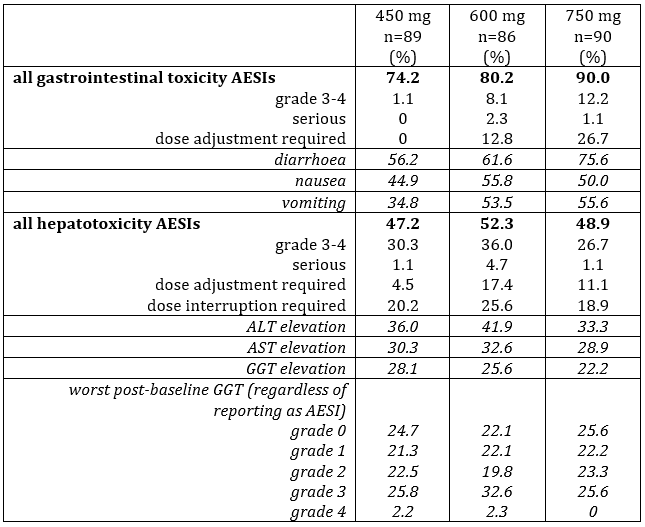 450 mg 600 mg 750 mg
n=89 n=86 n=90
(%) (%) (%)
all gastrointestinal toxicity AESIs 74.2 80.2 90.0
grade 3-4 1.1 8.1 12.2
serious 0 2.3 1.1
dose adjustment required 0 12.8 26.7
diarrhoea 56.2 61.6 75.6
nausea 44.9 55.8 50.0
vomiting 34.8 53.5 55.6
all hepatotoxicity AESIs 47.2 52.3 48.9
grade 3-4 30.3 36.0 26.7
serious 1.1 4.7 1.1
dose adjustment required 4.5 17.4 11.1
dose interruption required 20.2 25.6 18.9
ALT elevation 36.0 41.9 33.3
AST elevation 30.3 32.6 28.9
GGT elevation 28.1 25.6 22.2
worst post-baseline GGT (regardless of
reporting as AESI)
grade 0 24.7 22.1 25.6
grade 1 21.3 22.1 22.2
grade 2 22.5 19.8 23.3
grade 3 25.8 32.6 25.6
grade 4 2.2 2.3 0